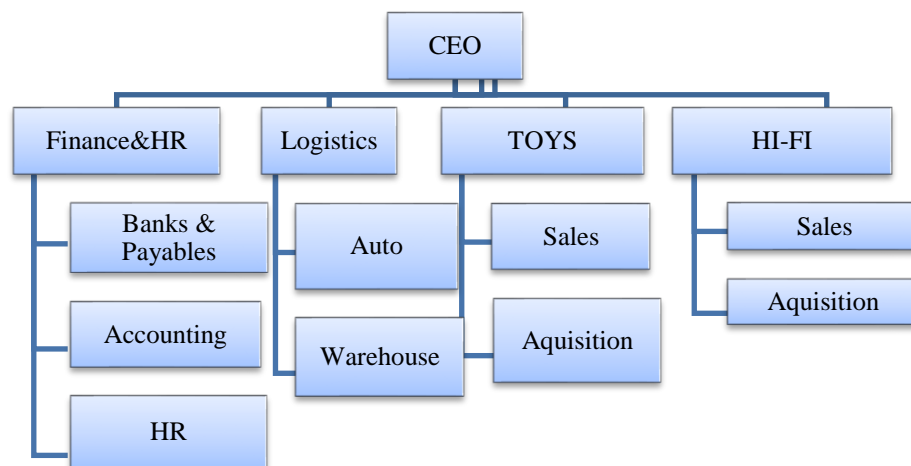 CEO
Finance&HR
Logistics
TOYS
HI-FI
Banks &
Payables
Auto
Sales
Sales
Accounting
Warehouse
Aquisition
Aquisition
HR